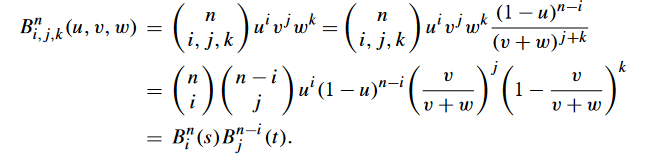 $B^n_{i,j,k}(u, v, w) = \binom{n}{i, j, k} u^i v^j w^k = \binom{n}{i, j, k} u^i v^j w^k \frac{(1-u)^{n-i}}{(v+w)^{j+k}}$
$= \binom{n}{i} \binom{n-i}{j} u^i (1-u)^{n-i} \left(\frac{v}{v+w}\right)^j \left(1 - \frac{v}{v+w}\right)^k$
$= B^n_i(s) B^{n-i}_j(t).$